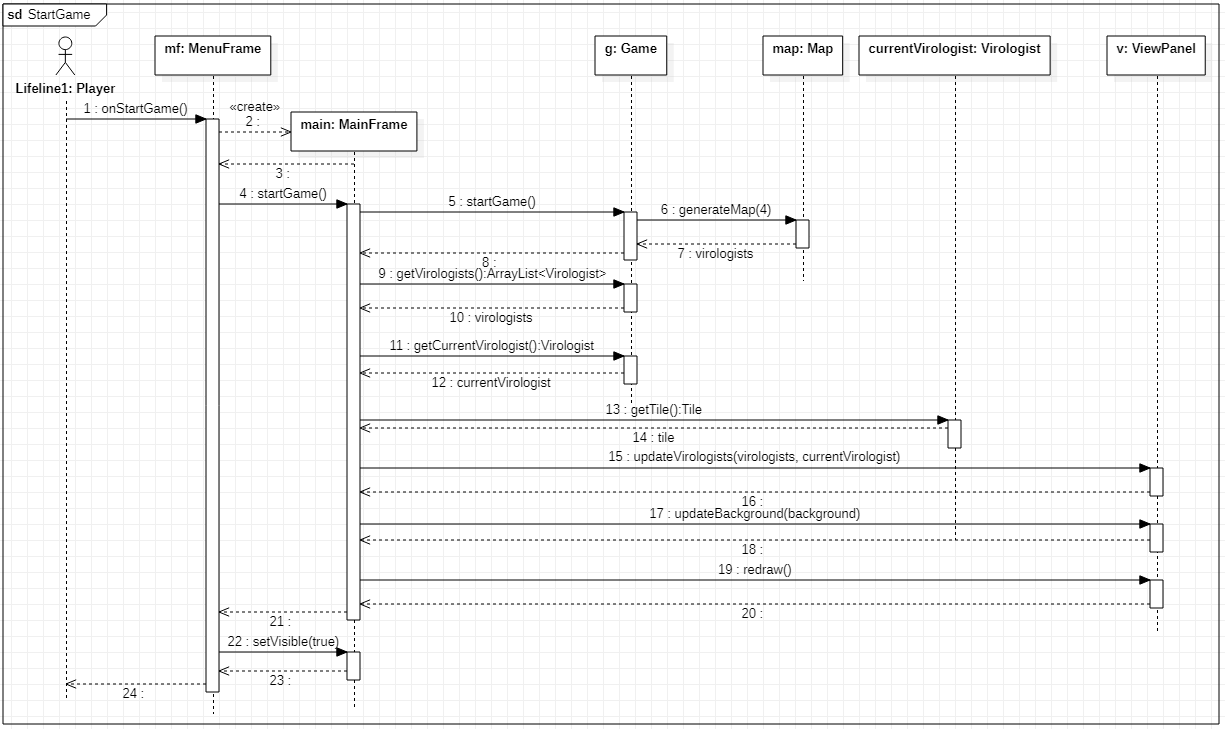 sd StartGame
mf: MenuFrame
g: Game
map: Map
currentVirologist: Virologist
v: ViewPanel
Lifeline1: Player
1 : onStartGame()
«create»
2 :
main: MainFrame
3 :
4 : startGame()
5 : startGame()
6 : generateMap(4)
7 : virologists
8 :
9 : getVirologists():ArrayList<Virologist>
10 : virologists
11 : getCurrentVirologist():Virologist
12 : currentVirologist
13 : getTile():Tile
14 : tile
15 : updateVirologists(virologists, currentVirologist)
16 :
17 : updateBackground(background)
18 :
19 : redraw()
20 :
21 :
22 : setVisible(true)
23 :
24 :